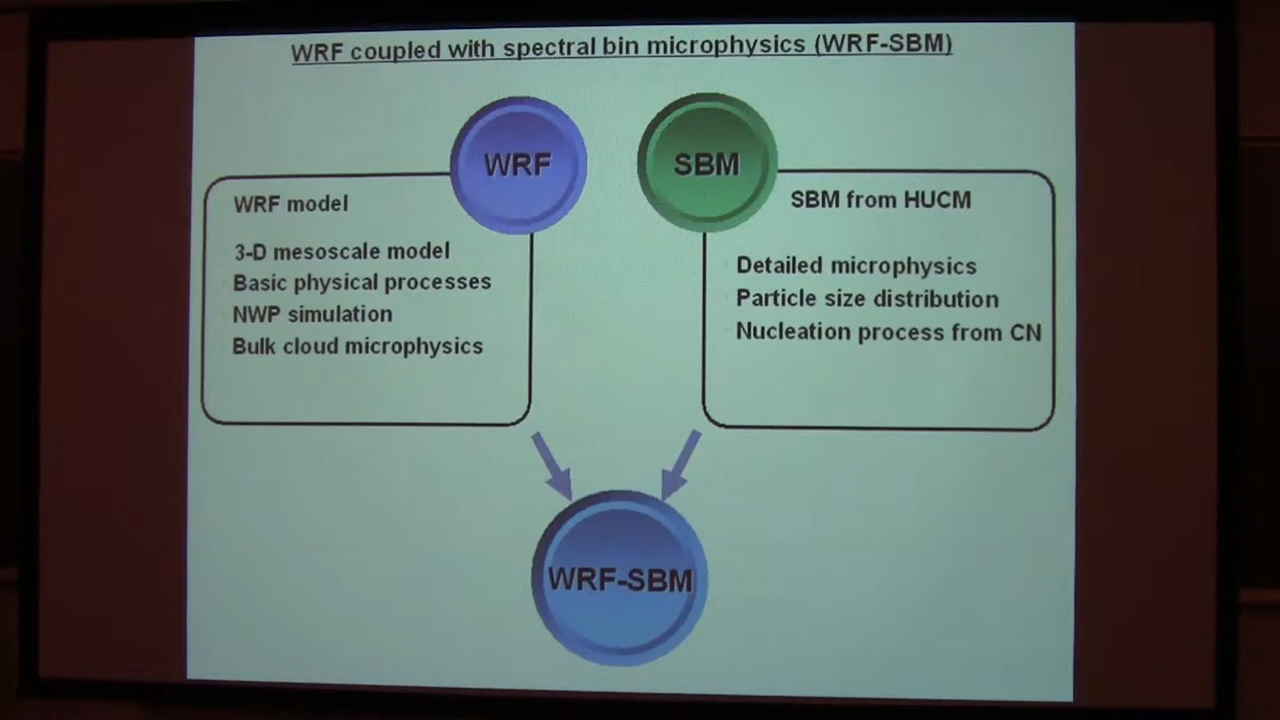 WRF coupled with spectral bin microphysics (WRF-SBM)
WRF
SBM
WRF model
3-D mesoscale model
Basic physical processes
NWP simulation
Bulk cloud microphysics
SBM from HUCM
Detailed microphysics
Particle size distribution
Nucleation process from CN
WRF-SBM